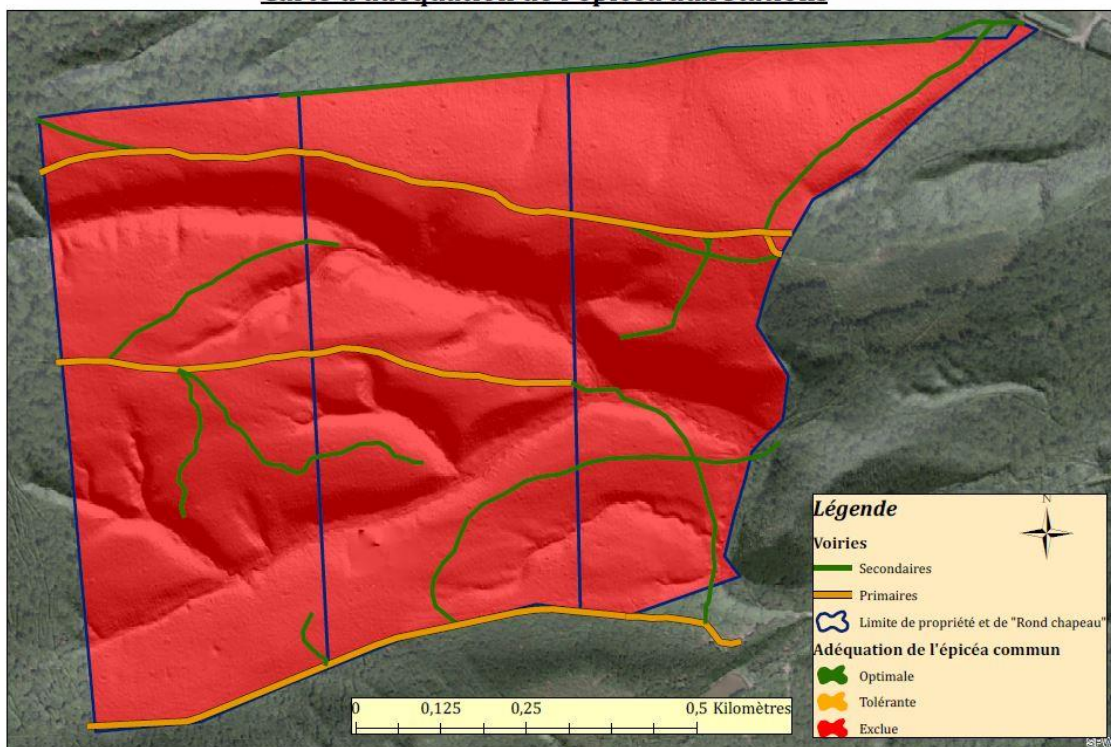 N
Légende
Voiries
Secondaires
Primaires
Limite de propriété et de "Rond chapeau"
Adéquation de l'épicéa commun
Optimale
Tolérante
Exclue
0 0,125 0,25 0,5 Kilomètres